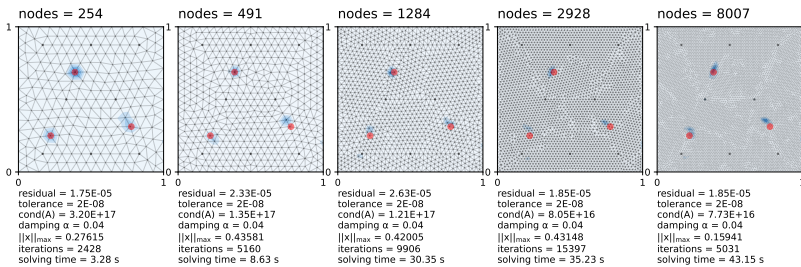 nodes = 254
nodes = 491
nodes = 1284
nodes = 2928
nodes = 8007
1
0
0 1
0 1
0 1
0 1
0 1
residual = 1.75E-05
tolerance = 2E-08
cond(A) = 3.20E+17
damping α = 0.04
||x||max = 0.27615
iterations = 2428
solving time = 3.28 s
residual = 2.33E-05
tolerance = 2E-08
cond(A) = 1.35E+17
damping α = 0.04
||x||max = 0.43581
iterations = 5160
solving time = 8.63 s
residual = 2.63E-05
tolerance = 2E-08
cond(A) = 1.21E+17
damping α = 0.04
||x||max = 0.42005
iterations = 9906
solving time = 30.35 s
residual = 1.85E-05
tolerance = 2E-08
cond(A) = 8.05E+16
damping α = 0.04
||x||max = 0.43148
iterations = 15397
solving time = 35.23 s
residual = 1.85E-05
tolerance = 2E-08
cond(A) = 7.73E+16
damping α = 0.04
||x||max = 0.15941
iterations = 5031
solving time = 43.15 s